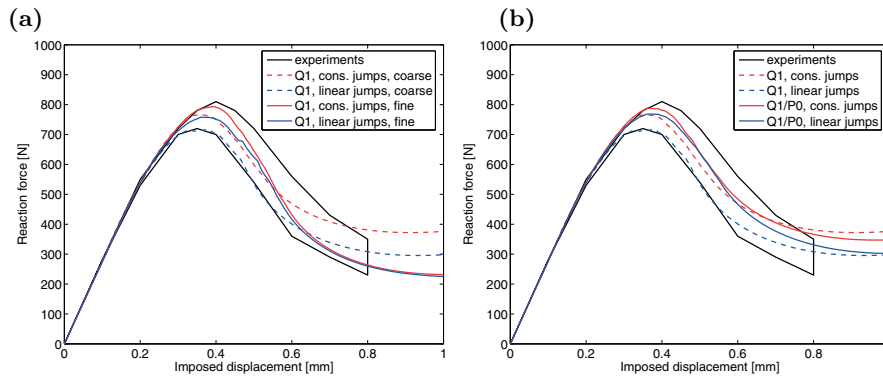 (a)
1000
900
800
700
600
500
400
300
200
100
0
Reaction force [N]
0
0.2
0.4
0.6
0.8
1
Imposed displacement [mm]
experiments
Q1, cons. jumps, coarse
Q1, linear jumps, coarse
Q1, cons. jumps, fine
Q1, linear jumps, fine
(b)
1000
900
800
700
600
500
400
300
200
100
0
Reaction force [N]
0
0.2
0.4
0.6
0.8
Imposed displacement [mm]
experiments
Q1, cons. jumps
Q1, linear jumps
Q1/P0, cons. jumps
Q1/P0, linear jumps